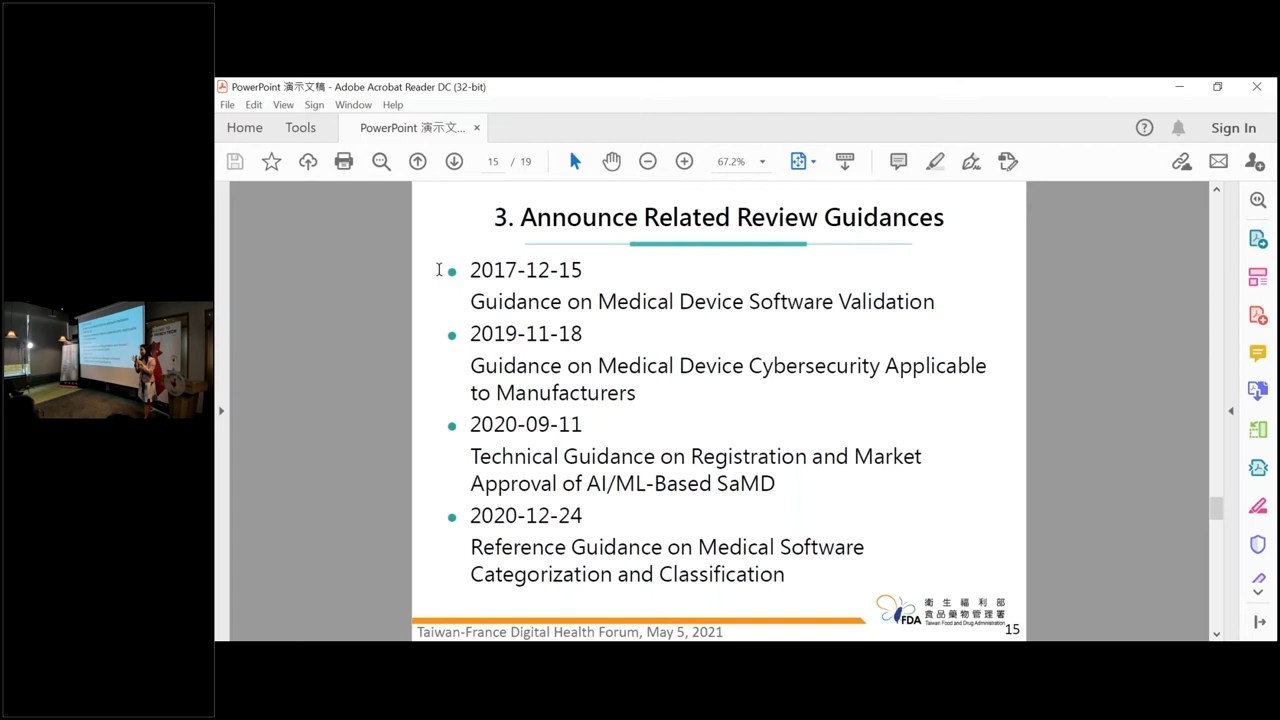 PowerPoint 演示文稿 - Adobe Acrobat Reader DC (32-bit)
File Edit View Sign Window Help
Home Tools PowerPoint 演示文... × Sign In
15 / 19 67.2%
3. Announce Related Review Guidances
2017-12-15
Guidance on Medical Device Software Validation
2019-11-18
Guidance on Medical Device Cybersecurity Applicable
to Manufacturers
2020-09-11
Technical Guidance on Registration and Market
Approval of AI/ML-Based SaMD
2020-12-24
Reference Guidance on Medical Software
Categorization and Classification
衛生福利部
食品藥物管理署
FDA Taiwan Food and Drug Administration
Taiwan-France Digital Health Forum, May 5, 2021
15